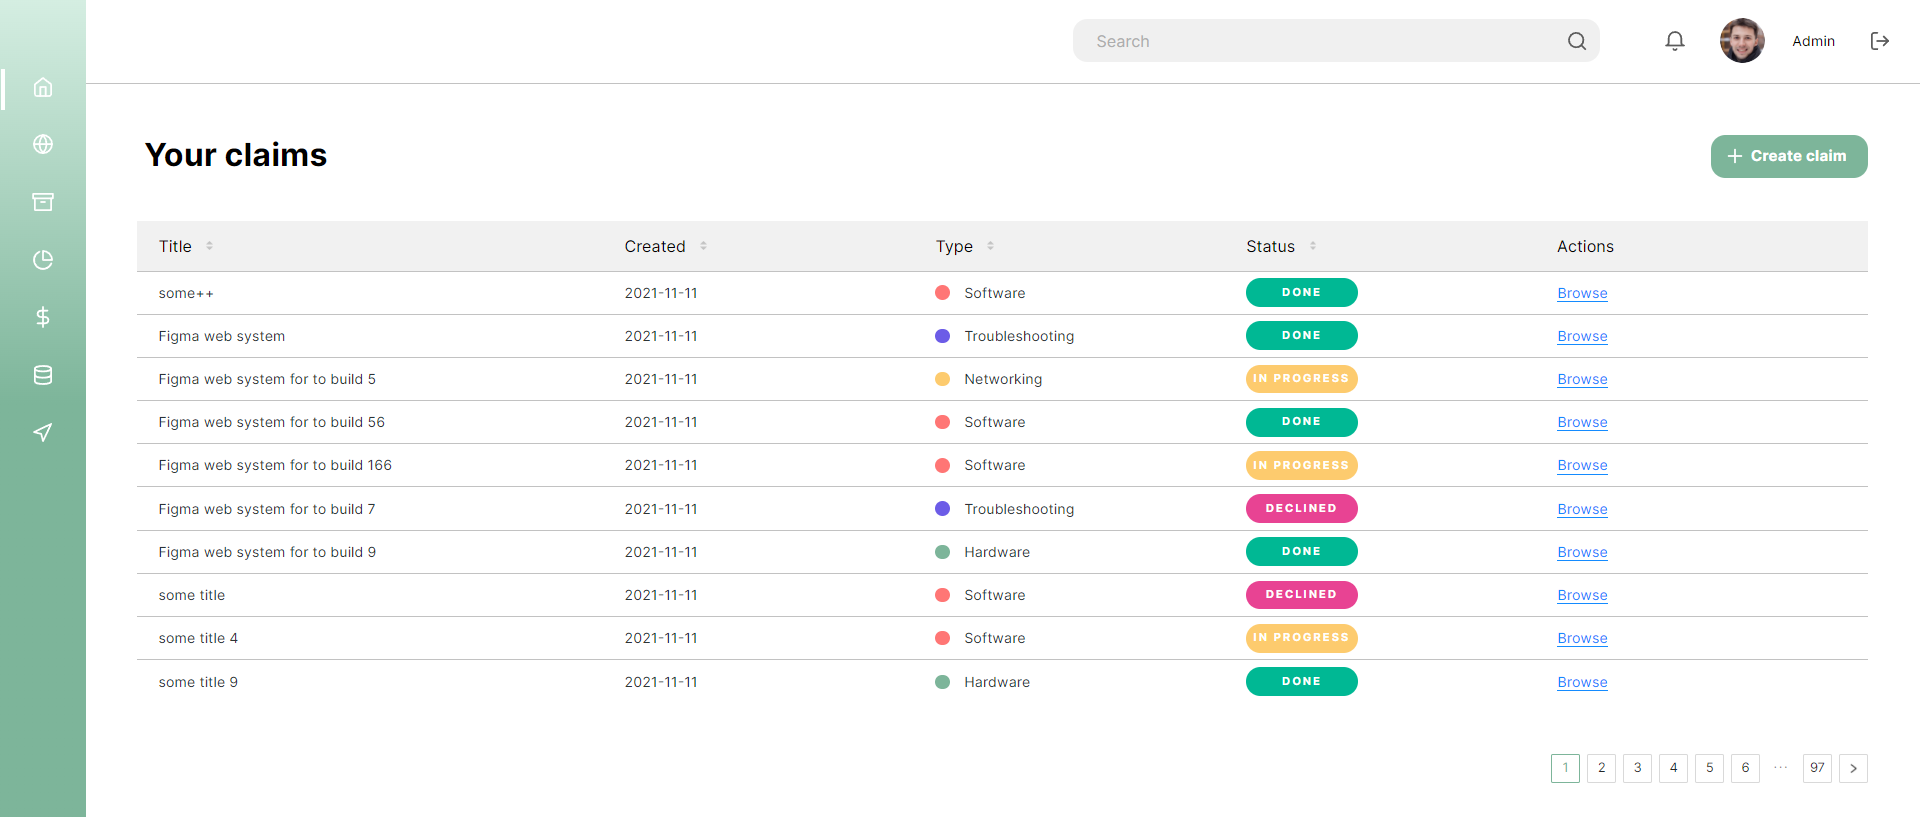 Search
Admin
Your claims
Create claim
Title Created Type Status Actions
some++ 2021-11-11 Software DONE Browse
Figma web system 2021-11-11 Troubleshooting DONE Browse
Figma web system for to build 5 2021-11-11 Networking IN PROGRESS Browse
Figma web system for to build 56 2021-11-11 Software DONE Browse
Figma web system for to build 166 2021-11-11 Software IN PROGRESS Browse
Figma web system for to build 7 2021-11-11 Troubleshooting DECLINED Browse
Figma web system for to build 9 2021-11-11 Hardware DONE Browse
some title 2021-11-11 Software DECLINED Browse
some title 4 2021-11-11 Software IN PROGRESS Browse
some title 9 2021-11-11 Hardware DONE Browse
1 2 3 4 5 6 ··· 97